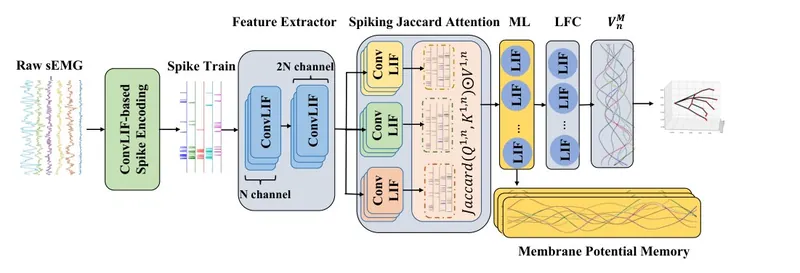 Raw sEMG
ConvLIF-based
Spike Encoding
Spike Train
Feature Extractor
2N channel
ConvLIF
ConvLIF
N channel
Spiking Jaccard Attention
Conv
LIF
Conv
LIF
Conv
LIF
Jaccard(Q^{1,n}, K^{1,n})⊙V^{1,n}
ML
LIF
LIF
...
LIF
LFC
LIF
LIF
...
LIF
V_n^M
Membrane Potential Memory